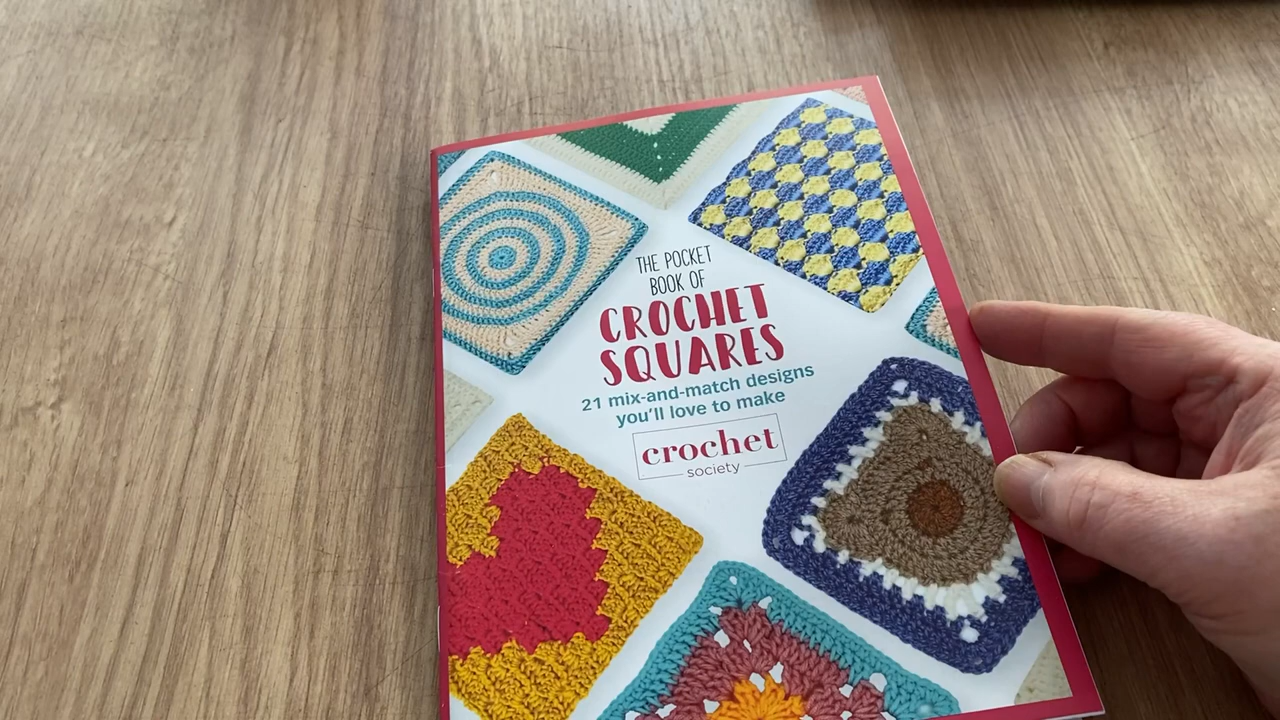 THE POCKET
BOOK OF
CROCHET
SQUARES
21 mix-and-match designs
you'll love to make
crochet
society